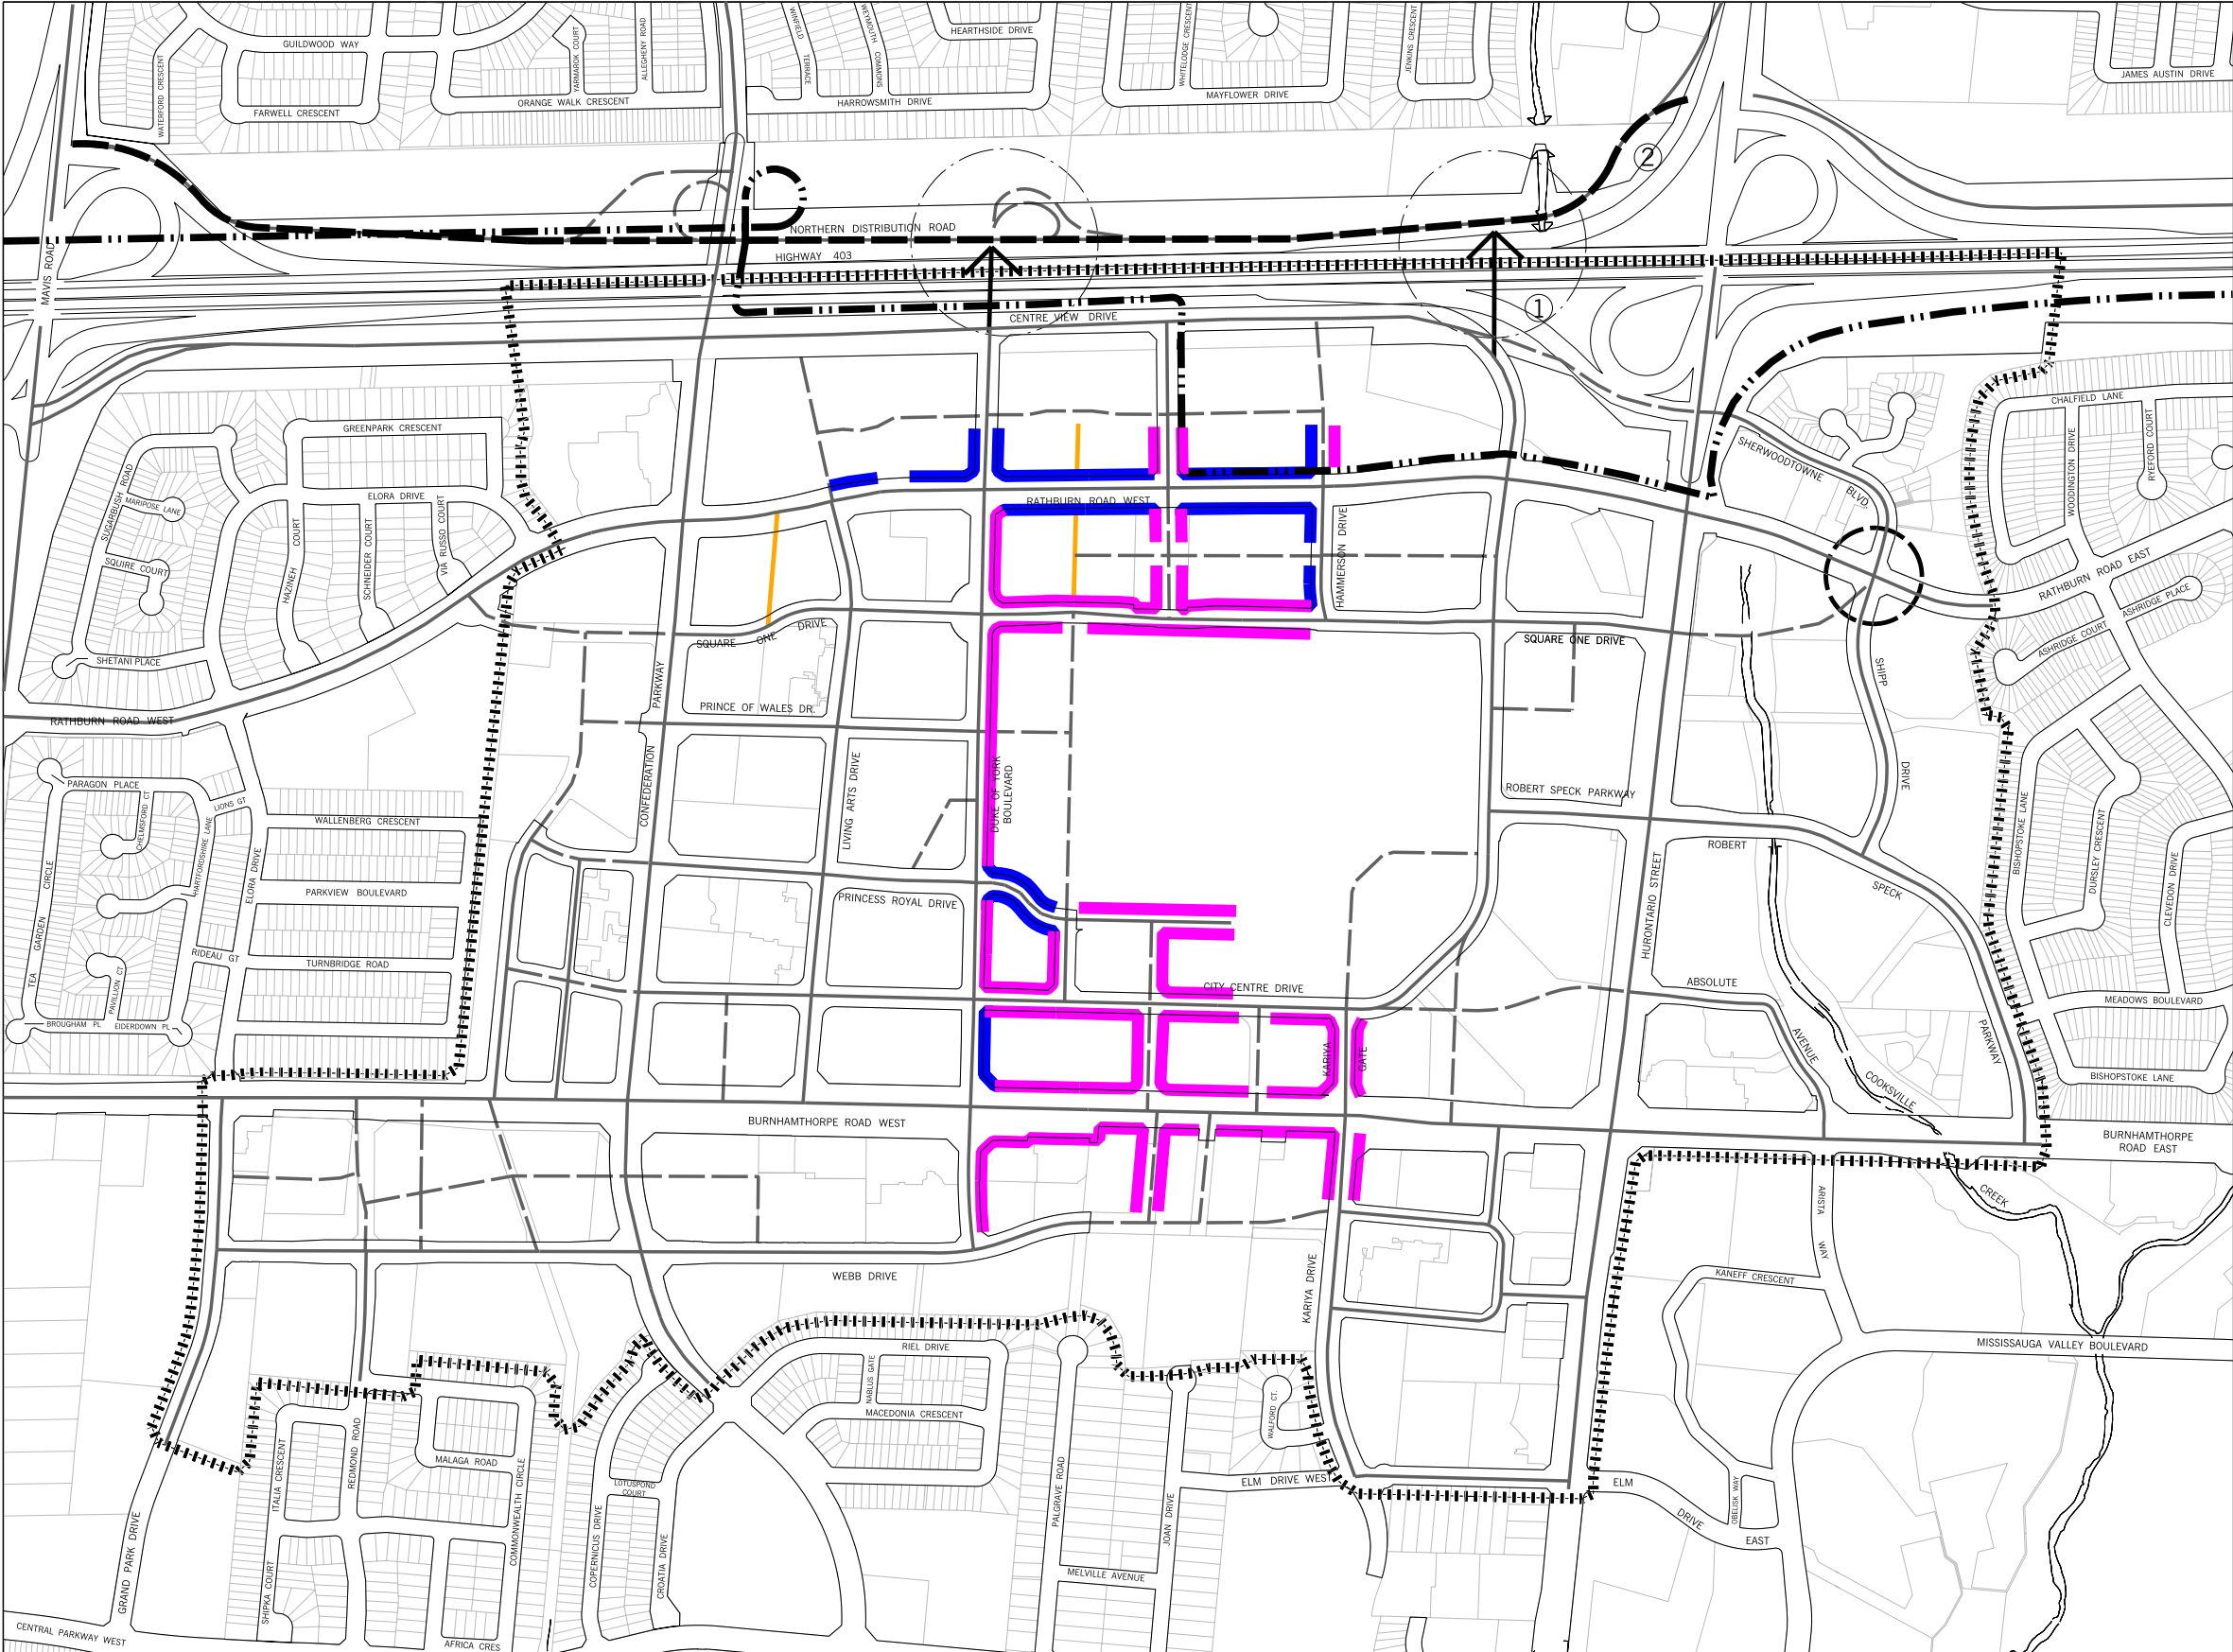 GUILDWOOD WAY
FARWELL CRESCENT
WATERFORD CRESCENT
ORANGE WALK CRESCENT
YARMAROK COURT
ALLEGHENY ROAD
WINFIELD
TERRACE
WEYMOUTH
COMMONS
HEARTHSIDE DRIVE
HARROWSMITH DRIVE
WHITELODGE CRESCENT
MAYFLOWER DRIVE
JENKINS CRESCENT
JAMES AUSTIN DRIVE
2
NORTHERN DISTRIBUTION ROAD
HIGHWAY 403
MAVIS ROAD
1
CENTRE VIEW DRIVE
GREENPARK CRESCENT
SUGARBUSH ROAD
MARIPOSE LANE
ELORA DRIVE
HAZINEH
COURT
SCHNEIDER COURT
VIA RUSSO COURT
SQUIRE COURT
SHETANI PLACE
RATHBURN ROAD WEST
RATHBURN ROAD WEST
HAMMERSON DRIVE
SHERWOODTOWNE
BLVD.
CHALFIELD LANE
WOODINGTON DRIVE
RYEFORD COURT
RATHBURN ROAD EAST
ASHRIDGE PLACE
ASHRIDGE COURT
SQUARE ONE DRIVE
SQUARE ONE DRIVE
PRINCE OF WALES DR.
CONFEDERATION
PARKWAY
LIVING ARTS DRIVE
DUKE OF YORK
BOULEVARD
SHIPP
DRIVE
ROBERT SPECK PARKWAY
ROBERT
SPECK
PARKWAY
HURONTARIO STREET
BISHOPSTOKE LANE
DURSLEY CRESCENT
CLEVEDON DRIVE
PARAGON PLACE
CHELMSFORD CT
HARTFORDSHIRE LANE
LIONS GT
WALLENBERG CRESCENT
PARKVIEW BOULEVARD
ELORA DRIVE
TEA
GARDEN
CIRCLE
PAVILLION CT
RIDEAU GT
TURNBRIDGE ROAD
BROUGHAM PL
EIDERDOWN PL
PRINCESS ROYAL DRIVE
CITY CENTRE DRIVE
KARIYA
GATE
ABSOLUTE
AVENUE
COOKSVILLE
CREEK
MEADOWS BOULEVARD
BISHOPSTOKE LANE
BURNHAMTHORPE ROAD WEST
BURNHAMTHORPE
ROAD EAST
WEBB DRIVE
KARIYA DRIVE
ARISTA
WAY
KANEFF CRESCENT
MISSISSAUGA VALLEY BOULEVARD
RIEL DRIVE
NABLUS GATE
MACEDONIA CRESCENT
WALFORD CT.
ELM DRIVE WEST
ELM
DRIVE
EAST
OBELISK WAY
ITALIA CRESCENT
REDMOND ROAD
MALAGA ROAD
COMMONWEALTH CIRCLE
LOTUSPOND
COURT
COPERNICUS DRIVE
CROATIA DRIVE
PALGRAVE ROAD
JOAN DRIVE
MELVILLE AVENUE
GRAND PARK DRIVE
SHIPKA COURT
CENTRAL PARKWAY WEST
AFRICA CRES